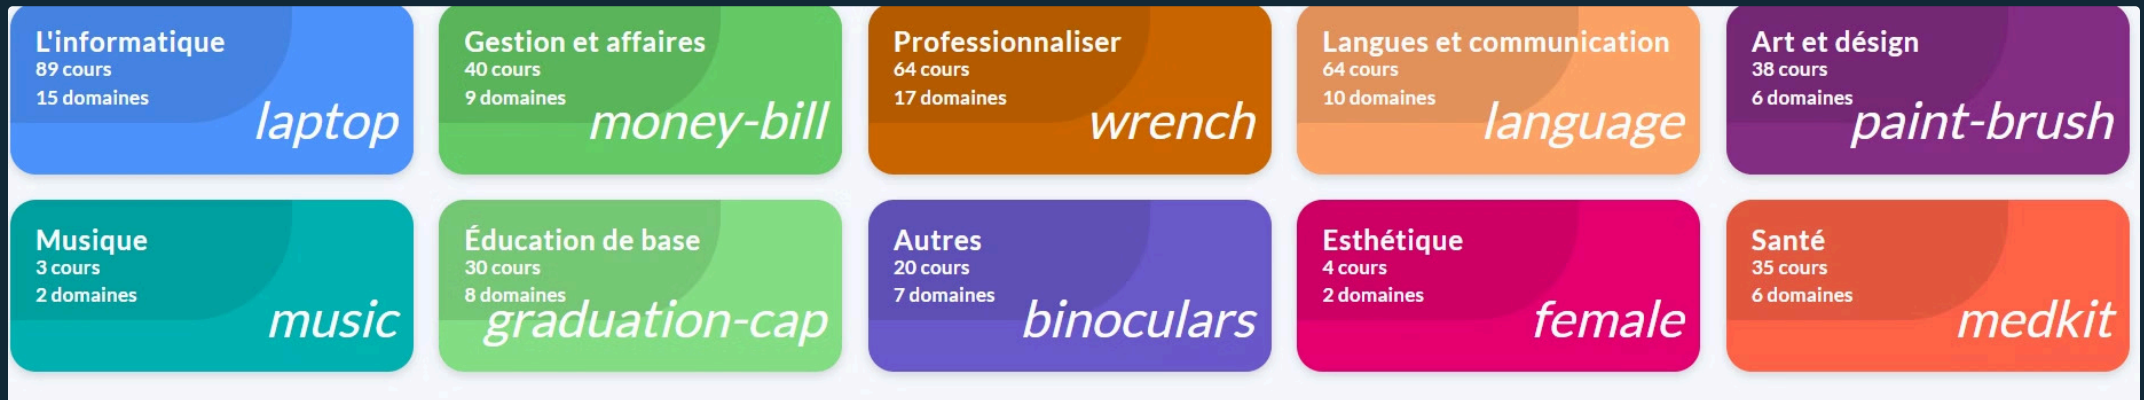 L'informatique
89 cours
15 domaines
laptop
Gestion et affaires
40 cours
9 domaines
money-bill
Professionnaliser
64 cours
17 domaines
wrench
Langues et communication
64 cours
10 domaines
language
Art et désign
38 cours
6 domaines
paint-brush
Musique
3 cours
2 domaines
music
Éducation de base
30 cours
8 domaines
graduation-cap
Autres
20 cours
7 domaines
binoculars
Esthétique
4 cours
2 domaines
female
Santé
35 cours
6 domaines
medkit